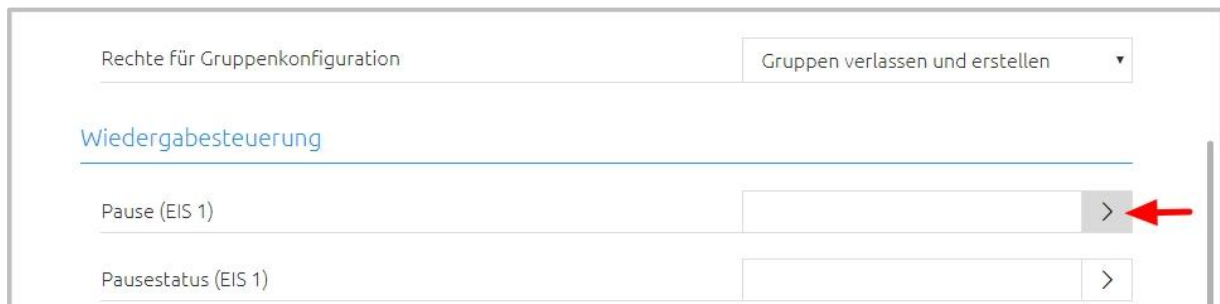 Rechte für Gruppenkonfiguration
Gruppen verlassen und erstellen
Wiedergabesteuerung
Pause (EIS 1)
Pausestatus (EIS 1)